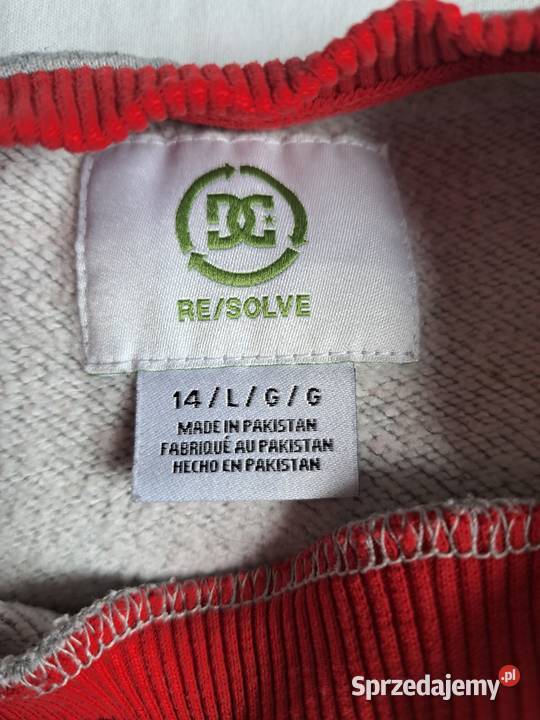 DC
RE/SOLVE
14/L/G/G
MADE IN PAKISTAN
FABRIQUÉ AU PAKISTAN
HECHO EN PAKISTAN
Sprzedajemy.pl